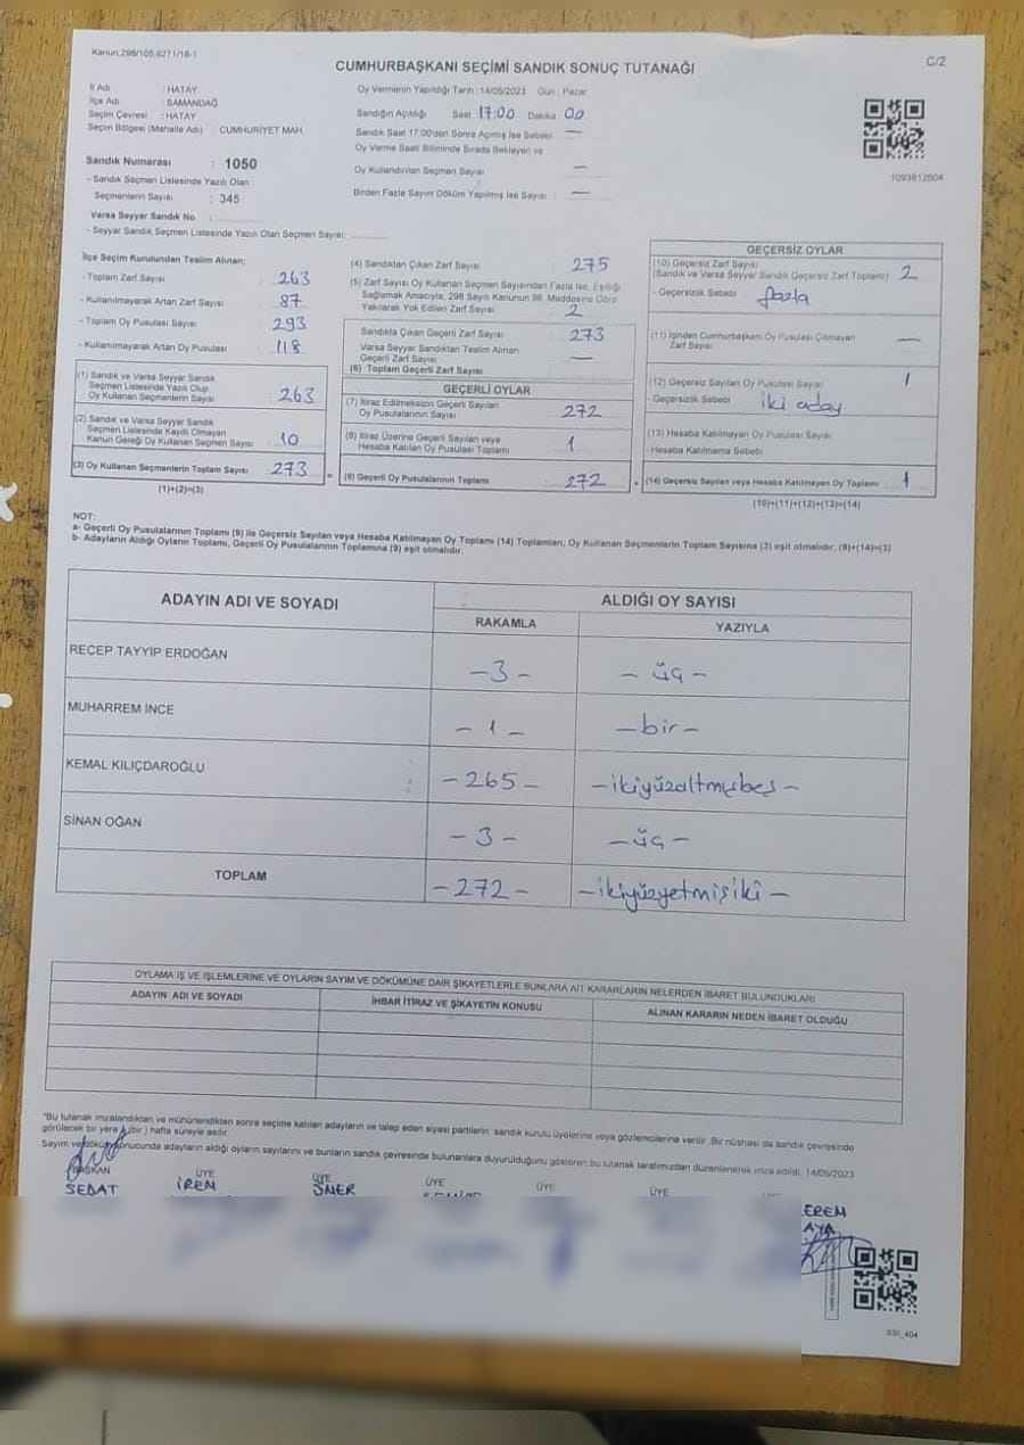 Kanun:298/105,6271/18-1
C/2
CUMHURBAŞKANI SEÇİMİ SANDIK SONUÇ TUTANAĞI
İl Adı : HATAY
İlçe Adı : SAMANDAĞ
Seçim Çevresi : HATAY
Seçim Bölgesi (Mahalle Adı) CUMHURİYET MAH.
Sandık Numarası : 1050
- Sandık Seçmen Listesinde Yazılı Olan
Seçmenlerin Sayısı : 345
Varsa Seyyar Sandık No :
- Seyyar Sandık Seçmen Listesinde Yazılı Olan Seçmen Sayısı:
Oy Vermenin Yapıldığı Tarih : 14/05/2023 Gün : Pazar
Sandığın Açıldığı Saat : 17:00 Dakika 00
Sandık Saat 17:00'den Sonra Açılmış İse Sebebi —
Oy Verme Saati Bitiminde Sırada Bekleyen ve
Oy Kullandırılan Seçmen Sayısı —
Birden Fazla Sayım Döküm Yapılmış İse Sayısı : —
1093812604
İlçe Seçim Kurulundan Teslim Alınan:
- Toplam Zarf Sayısı : 263
- Kullanılmayarak Artan Zarf Sayısı : 87
- Toplam Oy Pusulası Sayısı : 293
- Kullanılmayarak Artan Oy Pusulası : 118
(1) Sandık ve Varsa Seyyar Sandık
Seçmen Listesinde Yazılı Olup
Oy Kullanan Seçmenlerin Sayısı : 263
(2) Sandık ve Varsa Seyyar Sandık
Seçmen Listesinde Kayıtlı Olmayan
Kanun Gereği Oy Kullanan Seçmen Sayısı 10
(3) Oy Kullanan Seçmenlerin Toplam Sayısı : 273
(1)+(2)=(3)
(4) Sandıktan Çıkan Zarf Sayısı 275
(5) Zarf Sayısı Oy Kullanan Seçmen Sayısından Fazla İse, Eşitliği
Sağlamak Amacıyla, 298 Sayılı Kanunun 98. Maddesine Göre
Yakılarak Yok Edilen Zarf Sayısı 2
Sandıkta Çıkan Geçerli Zarf Sayısı : 273
Varsa Seyyar Sandıktan Teslim Alınan
Geçerli Zarf Sayısı —
(6) Toplam Geçerli Zarf Sayısı
GEÇERLİ OYLAR
(7) İtiraz Edilmeksizin Geçerli Sayılan
Oy Pusulalarının Sayısı : 272
(8) İtiraz Üzerine Geçerli Sayılan veya
Hesaba Katılan Oy Pusulası Toplamı : 1
(9) Geçerli Oy Pusulalarının Toplamı : 272
GEÇERSİZ OYLAR
(10) Geçersiz Zarf Sayısı
(Sandık ve Varsa Seyyar Sandık Geçersiz Zarf Toplamı) : 2
- Geçersizlik Sebebi : fazla
(11) İçinden Cumhurbaşkanı Oy Pusulası Çıkmayan
Zarf Sayısı —
(12) Geçersiz Sayılan Oy Pusulası Sayısı 1
- Geçersizlik Sebebi : iki aday
(13) Hesaba Katılmayan Oy Pusulası Sayısı
- Hesaba Katılmama Sebebi
(14) Geçersiz Sayılan veya Hesaba Katılmayan Oy Toplamı 1
(10)+(11)+(12)+(13)=(14)
NOT:
a- Geçerli Oy Pusulalarının Toplamı (9) ile Geçersiz Sayılan veya Hesaba Katılmayan Oy Toplamı (14) Toplamları, Oy Kullanan Seçmenlerin Toplam Sayısına (3) eşit olmalıdır, (9)+(14)=(3)
b- Adayların Aldığı Oyların Toplamı, Geçerli Oy Pusulalarının Toplamına (9) eşit olmalıdır.
ADAYIN ADI VE SOYADI
ALDIĞI OY SAYISI
RAKAMLA YAZIYLA
RECEP TAYYIP ERDOĞAN -3- -üç-
MUHARREM İNCE -1- -bir-
KEMAL KILIÇDAROĞLU -265- -ikiyüzaltmışbeş-
SİNAN OĞAN -3- -üç-
TOPLAM -272- -ikiyüzyetmişiki-
OYLAMA İŞ VE İŞLEMLERİNE VE OYLARIN SAYIM VE DÖKÜMÜNE DAİR ŞİKAYETLERLE BUNLARA AİT KARARLARIN NELERDEN İBARET BULUNDUKLARI
ADAYIN ADI VE SOYADI İHBAR İTİRAZ VE ŞİKAYETİN KONUSU ALINAN KARARIN NEDEN İBARET OLDUĞU
"Bu tutanak imzalandıktan ve mühürlendikten sonra seçime katılan adayların ve talep eden siyasi partilerin, sandık kurulu üyelerine veya gözlemcilerine verilir. Bir nüshası da sandık çevresinde
görülecek bir yere 1 (bir) hafta süreyle asılır.
Sayım ve döküm sonucunda adayların aldığı oyların sayılarını ve bunların sandık çevresinde bulunanlara duyurulduğunu gösteren bu tutanak tarafımızdan düzenlenerek imza edildi. 14/05/2023
BAŞKAN ÜYE ÜYE ÜYE ÜYE ÜYE
SEDAT İREM ÖMER
EREM
AYA